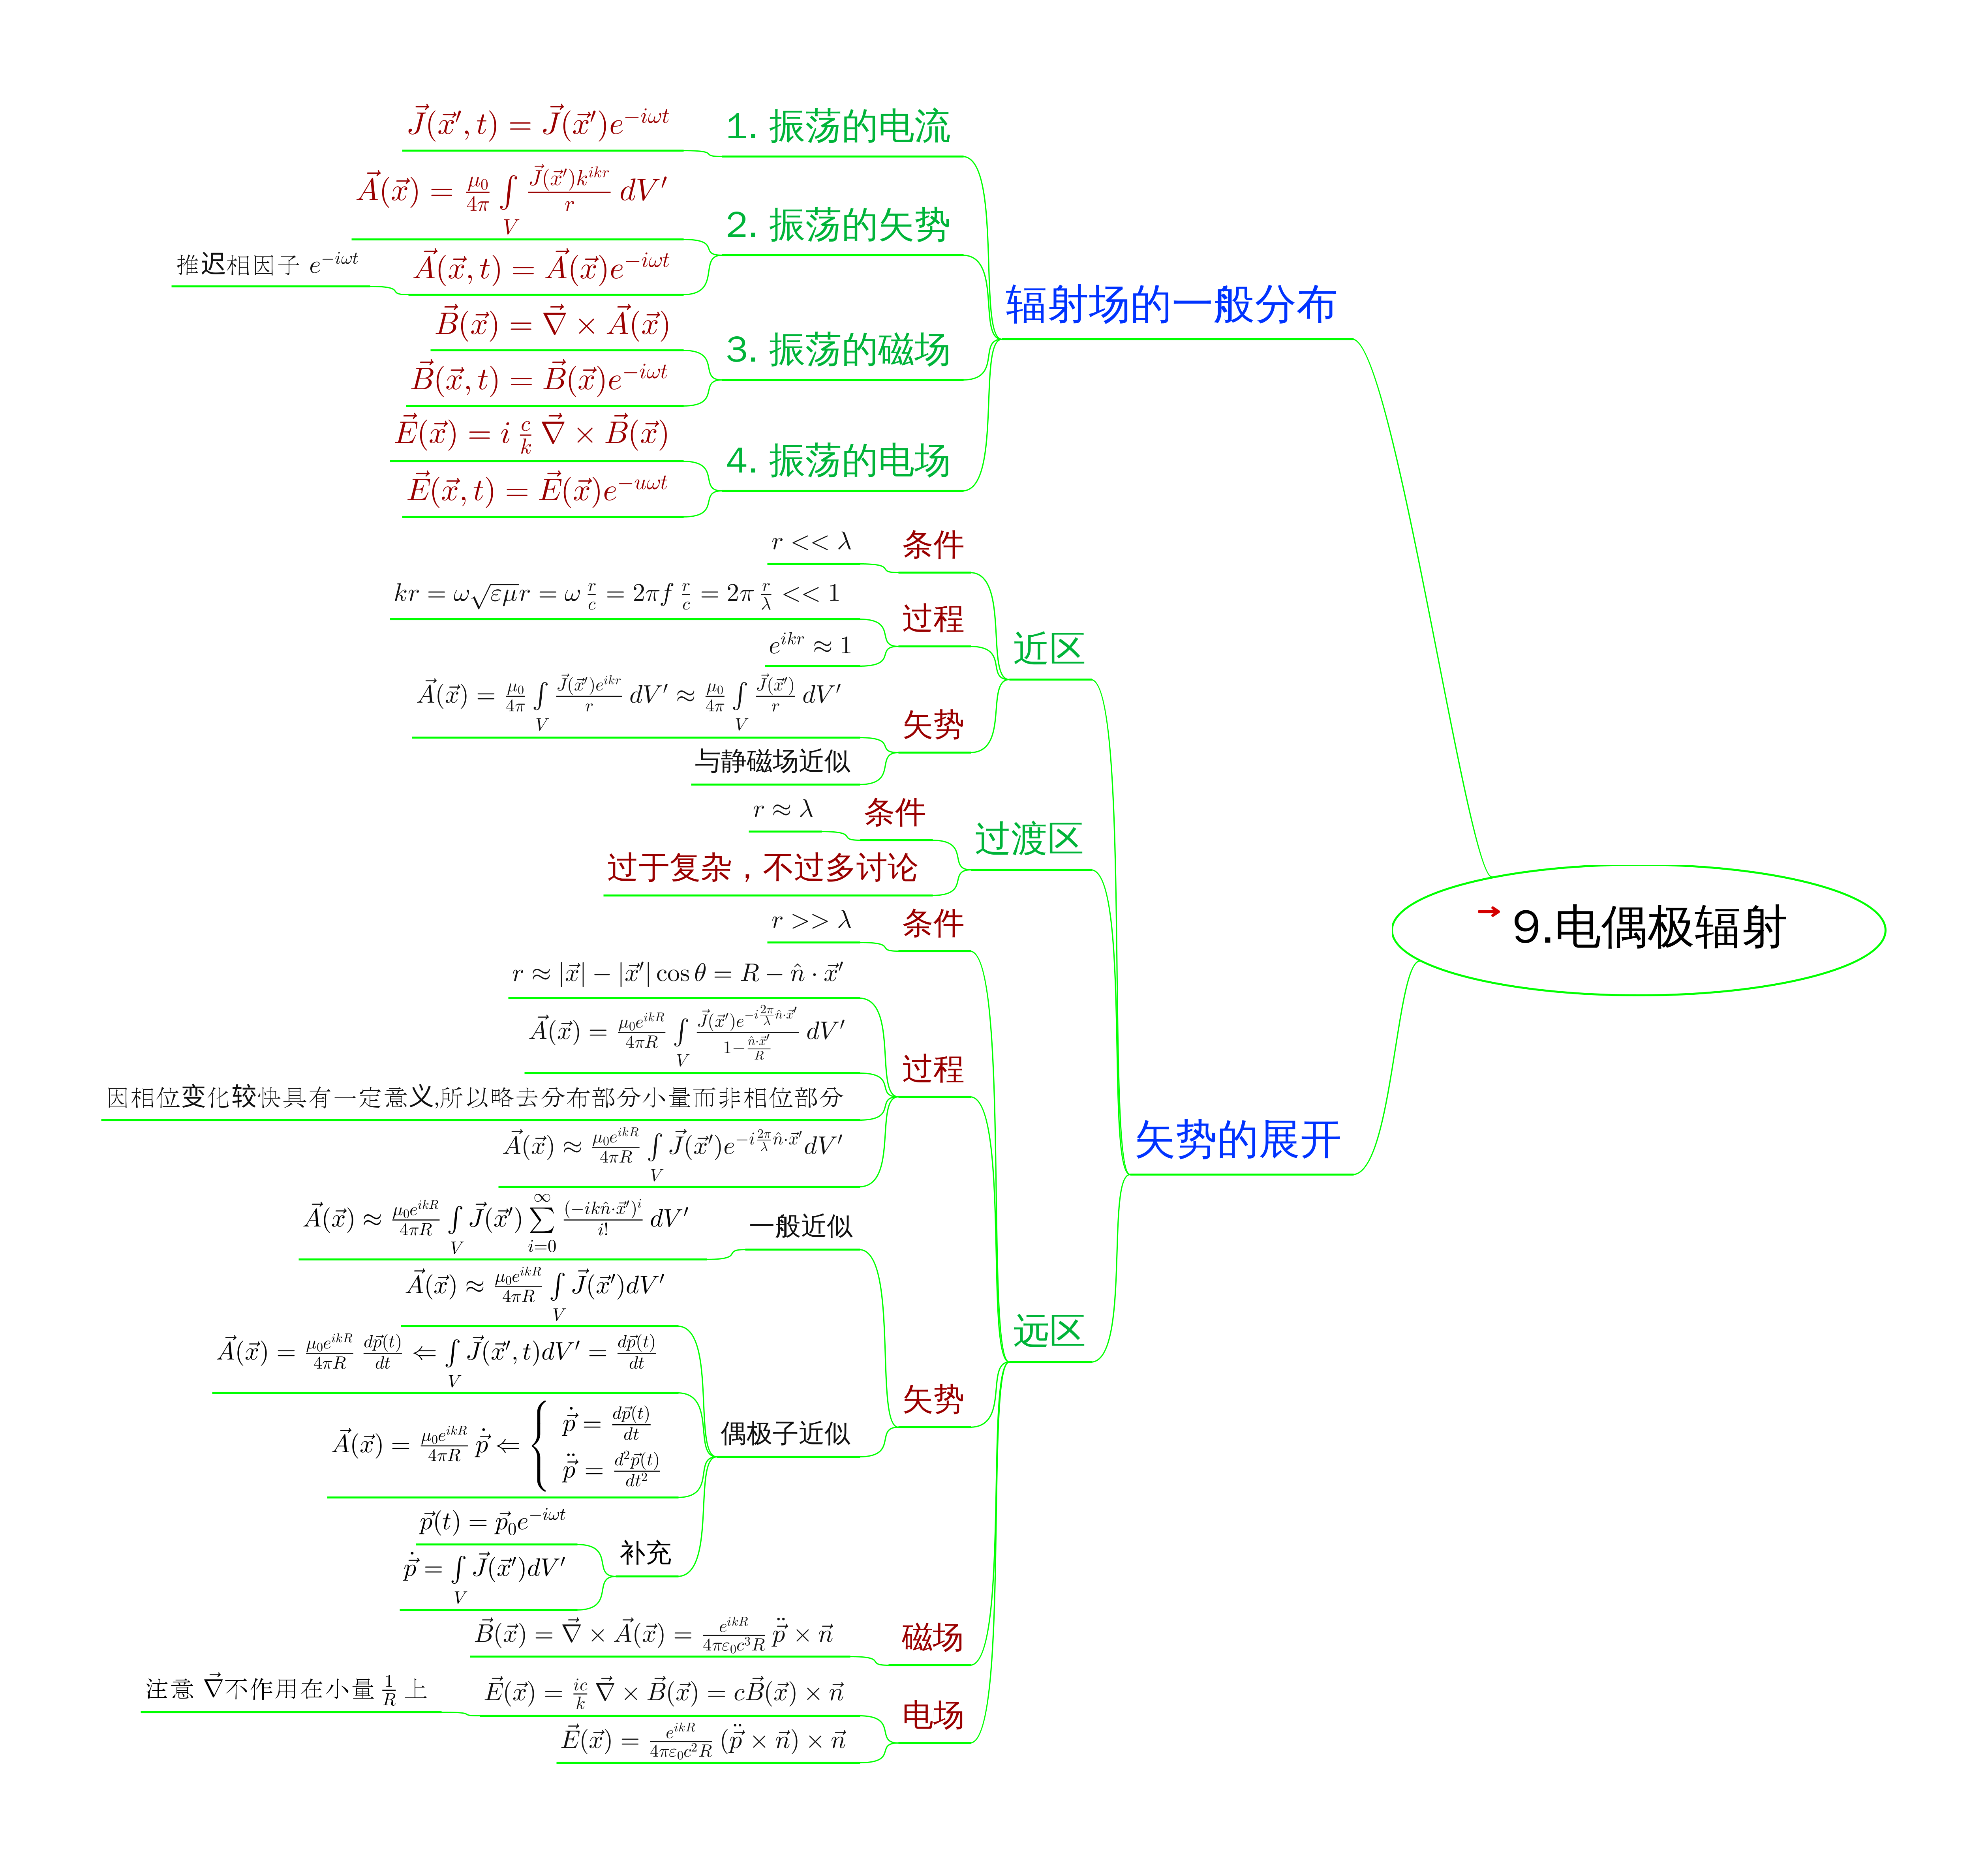 9.电偶极辐射
辐射场的一般分布
1. 振荡的电流
$\vec{J}(\vec{x}',t)=\vec{J}(\vec{x}')e^{-i\omega t}$
2. 振荡的矢势
$\vec{A}(\vec{x})=\frac{\mu_0}{4\pi}\int\limits_V\frac{\vec{J}(\vec{x}')k^{ikr}}{r}dV'$
$\vec{A}(\vec{x},t)=\vec{A}(\vec{x})e^{-i\omega t}$
推迟相因子 $e^{-i\omega t}$
3. 振荡的磁场
$\vec{B}(\vec{x})=\vec{\nabla}\times\vec{A}(\vec{x})$
$\vec{B}(\vec{x},t)=\vec{B}(\vec{x})e^{-i\omega t}$
4. 振荡的电场
$\vec{E}(\vec{x})=i\frac{c}{k}\vec{\nabla}\times\vec{B}(\vec{x})$
$\vec{E}(\vec{x},t)=\vec{E}(\vec{x})e^{-u\omega t}$
矢势的展开
近区
条件
$r<<\lambda$
过程
$kr=\omega\sqrt{\varepsilon\mu}r=\omega\frac{r}{c}=2\pi f\frac{r}{c}=2\pi\frac{r}{\lambda}<<1$
$e^{ikr}\approx 1$
矢势
$\vec{A}(\vec{x})=\frac{\mu_0}{4\pi}\int\limits_V\frac{\vec{J}(\vec{x}')e^{ikr}}{r}dV'\approx\frac{\mu_0}{4\pi}\int\limits_V\frac{\vec{J}(\vec{x}')}{r}dV'$
与静磁场近似
过渡区
条件
$r\approx\lambda$
过于复杂，不过多讨论
远区
条件
$r>>\lambda$
过程
$r\approx|\vec{x}|-|\vec{x}'|\cos\theta=R-\hat{n}\cdot\vec{x}'$
$\vec{A}(\vec{x})=\frac{\mu_0e^{ikR}}{4\pi R}\int\limits_V\frac{\vec{J}(\vec{x}')e^{-i\frac{2\pi}{\lambda}\hat{n}\cdot\vec{x}'}}{1-\frac{\hat{n}\cdot\vec{x}'}{R}}dV'$
因相位变化较快具有一定意义,所以略去分布部分小量而非相位部分
$\vec{A}(\vec{x})\approx\frac{\mu_0e^{ikR}}{4\pi R}\int\limits_V\vec{J}(\vec{x}')e^{-i\frac{2\pi}{\lambda}\hat{n}\cdot\vec{x}'}dV'$
矢势
一般近似
$\vec{A}(\vec{x})\approx\frac{\mu_0e^{ikR}}{4\pi R}\int\limits_V\vec{J}(\vec{x}')\sum\limits_{i=0}^{\infty}\frac{(-ik\hat{n}\cdot\vec{x}')^i}{i!}dV'$
偶极子近似
$\vec{A}(\vec{x})\approx\frac{\mu_0e^{ikR}}{4\pi R}\int\limits_V\vec{J}(\vec{x}')dV'$
$\vec{A}(\vec{x})=\frac{\mu_0e^{ikR}}{4\pi R}\frac{d\vec{p}(t)}{dt}\Leftarrow\int\limits_V\vec{J}(\vec{x}',t)dV'=\frac{d\vec{p}(t)}{dt}$
$\vec{A}(\vec{x})=\frac{\mu_0e^{ikR}}{4\pi R}\dot{\vec{p}}\Leftarrow\begin{cases}\dot{\vec{p}}=\frac{d\vec{p}(t)}{dt}\\\ddot{\vec{p}}=\frac{d^2\vec{p}(t)}{dt^2}\end{cases}$
补充
$\vec{p}(t)=\vec{p}_0e^{-i\omega t}$
$\dot{\vec{p}}=\int\limits_V\vec{J}(\vec{x}')dV'$
磁场
$\vec{B}(\vec{x})=\vec{\nabla}\times\vec{A}(\vec{x})=\frac{e^{ikR}}{4\pi\varepsilon_0c^3R}\ddot{\vec{p}}\times\vec{n}$
电场
$\vec{E}(\vec{x})=\frac{ic}{k}\vec{\nabla}\times\vec{B}(\vec{x})=c\vec{B}(\vec{x})\times\vec{n}$
注意 $\vec{\nabla}$不作用在小量 $\frac{1}{R}$ 上
$\vec{E}(\vec{x})=\frac{e^{ikR}}{4\pi\varepsilon_0c^2R}(\ddot{\vec{p}}\times\vec{n})\times\vec{n}$